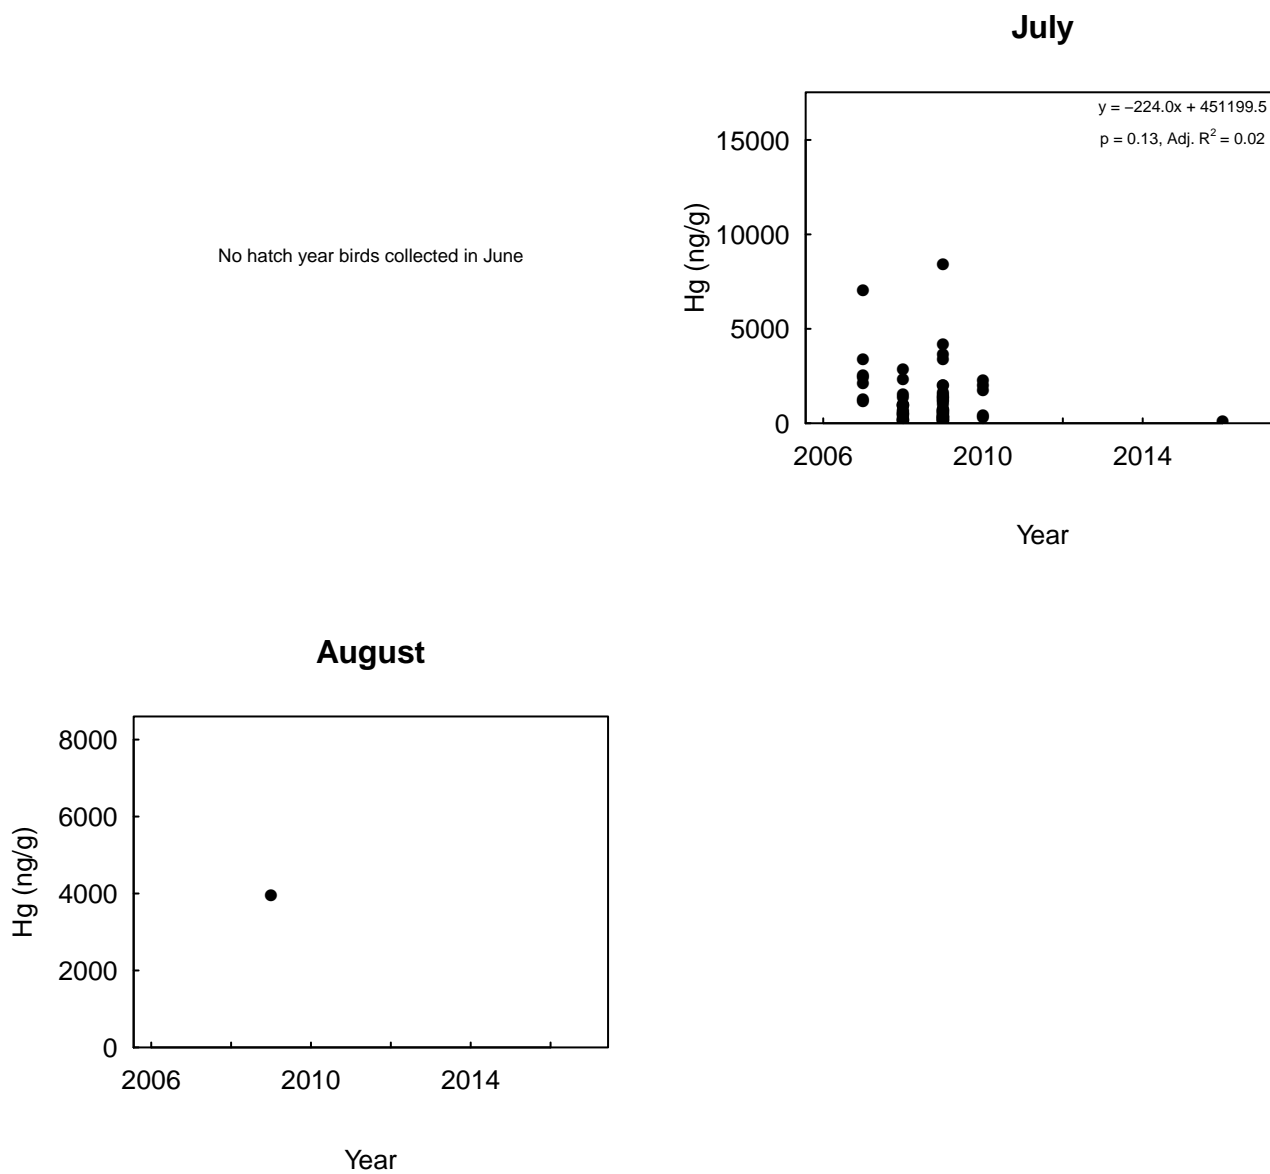 July
No hatch year birds collected in June
y = −224.0x + 451199.5
p = 0.13, Adj. R² = 0.02
Hg (ng/g)
15000
10000
5000
0
2006 2010 2014
Year
August
Hg (ng/g)
8000
6000
4000
2000
0
2006 2010 2014
Year